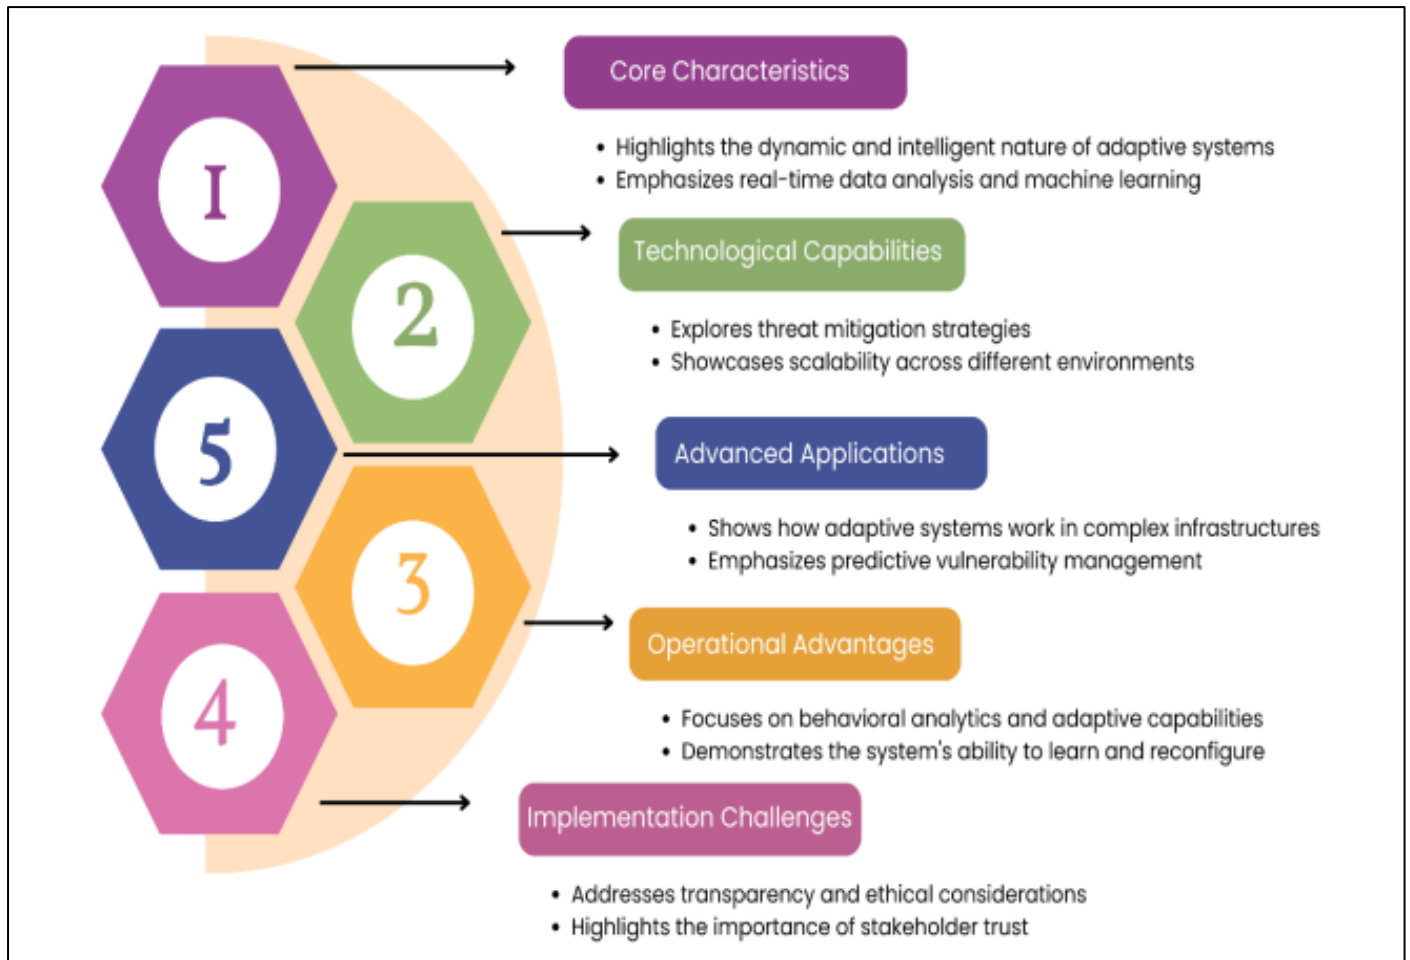 1
Core Characteristics
• Highlights the dynamic and intelligent nature of adaptive systems
• Emphasizes real-time data analysis and machine learning
2
Technological Capabilities
• Explores threat mitigation strategies
• Showcases scalability across different environments
5
Advanced Applications
• Shows how adaptive systems work in complex infrastructures
• Emphasizes predictive vulnerability management
3
Operational Advantages
• Focuses on behavioral analytics and adaptive capabilities
• Demonstrates the system's ability to learn and reconfigure
4
Implementation Challenges
• Addresses transparency and ethical considerations
• Highlights the importance of stakeholder trust